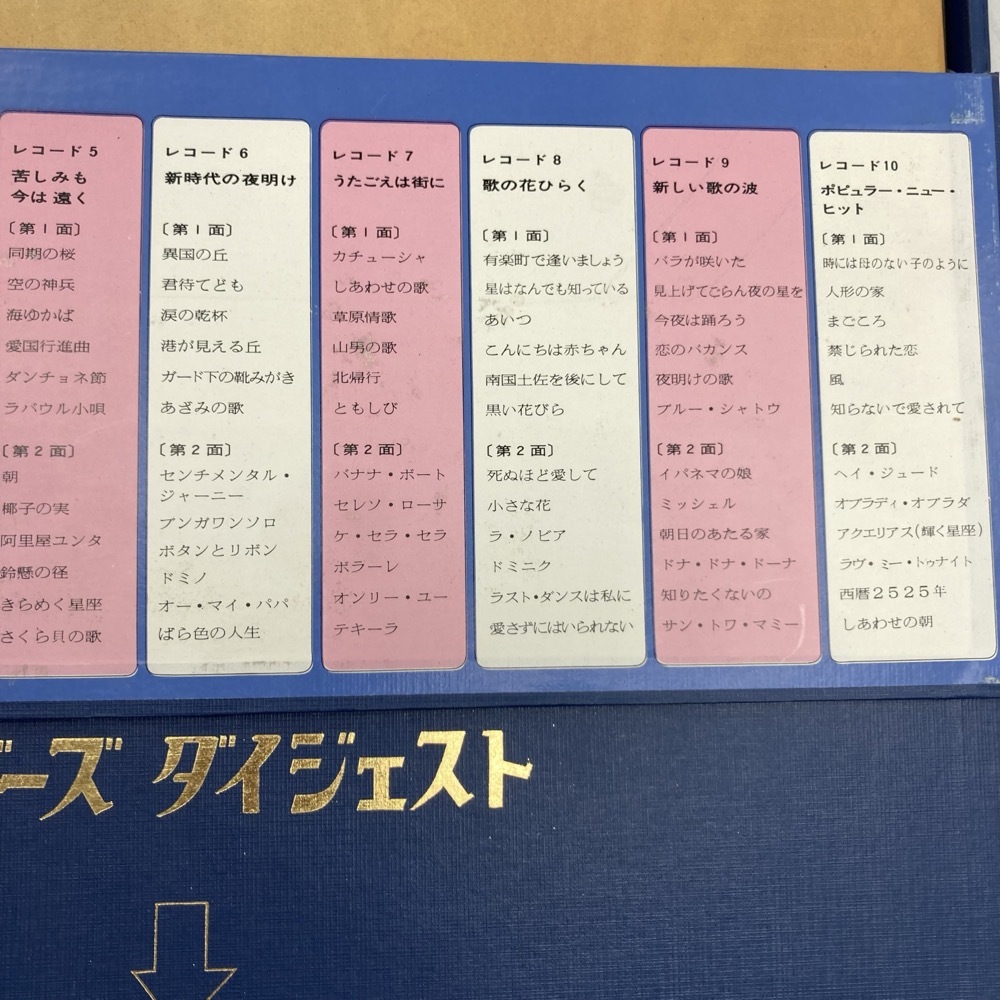 レコード 5
苦しみも
今は 遠く
〔第 1 面〕
同期の桜
空の神兵
海ゆかば
愛国行進曲
ダンチョネ節
ラバウル小唄
〔第 2 面〕
朝
椰子の実
阿里屋ユンタ
鈴懸の径
きらめく星座
さくら貝の歌
レコード 6
新時代の夜明け
〔第 1 面〕
異国の丘
君待てども
涙の乾杯
港が見える丘
ガード下の靴みがき
あざみの歌
〔第 2 面〕
センチメンタル・
ジャーニー
ブンガワンソロ
ボタンとリボン
ドミノ
オー・マイ・パパ
ばら色の人生
レコード 7
うたごえは街に
〔第 1 面〕
カチューシャ
しあわせの歌
草原情歌
山男の歌
北帰行
ともしび
〔第 2 面〕
バナナ・ボート
セレソ・ローサ
ケ・セラ・セラ
ボラーレ
オンリー・ユー
テキーラ
レコード 8
歌の花ひらく
〔第 1 面〕
有楽町で逢いましょう
星はなんでも知っている
あいつ
こんにちは赤ちゃん
南国土佐を後にして
黒い花びら
〔第 2 面〕
死ぬほど愛して
小さな花
ラ・ノビア
ドミニク
ラスト・ダンスは私に
愛さずにはいられない
レコード 9
新しい歌の波
〔第 1 面〕
バラが咲いた
見上げてごらん夜の星を
今夜は踊ろう
恋のバカンス
夜明けの歌
ブルー・シャトウ
〔第 2 面〕
イパネマの娘
ミッシェル
朝日のあたる家
ドナ・ドナ・ドーナ
知りたくないの
サン・トワ・マミー
レコード 10
ポピュラー・ニュー・
ヒット
〔第 1 面〕
時には母のない子のように
人形の家
まごころ
禁じられた恋
風
知らないで愛されて
〔第 2 面〕
ヘイ・ジュード
オブラディ・オブラダ
アクエリアス(輝く星座)
ラヴ・ミー・トゥナイト
西暦2525年
しあわせの朝
ーズ ダイジェスト